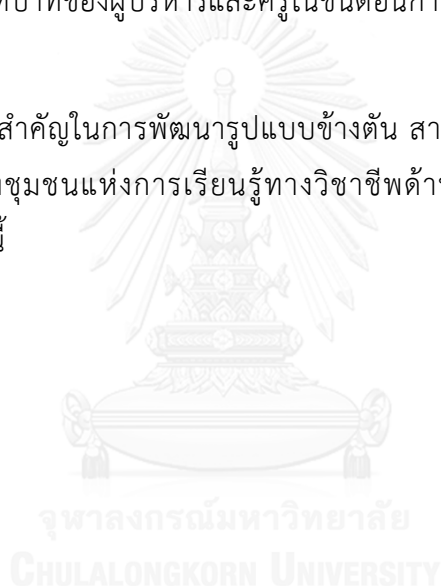 ทบาทของผู้บริหารและครูในขั้นตอนกา
สำคัญในการพัฒนารูปแบบข้างต้น สา
ชุมชนแห่งการเรียนรู้ทางวิชาชีพด้า
นี้
จุฬาลงกรณ์มหาวิทยาลัย
CHULALONGKORN UNIVERSITY